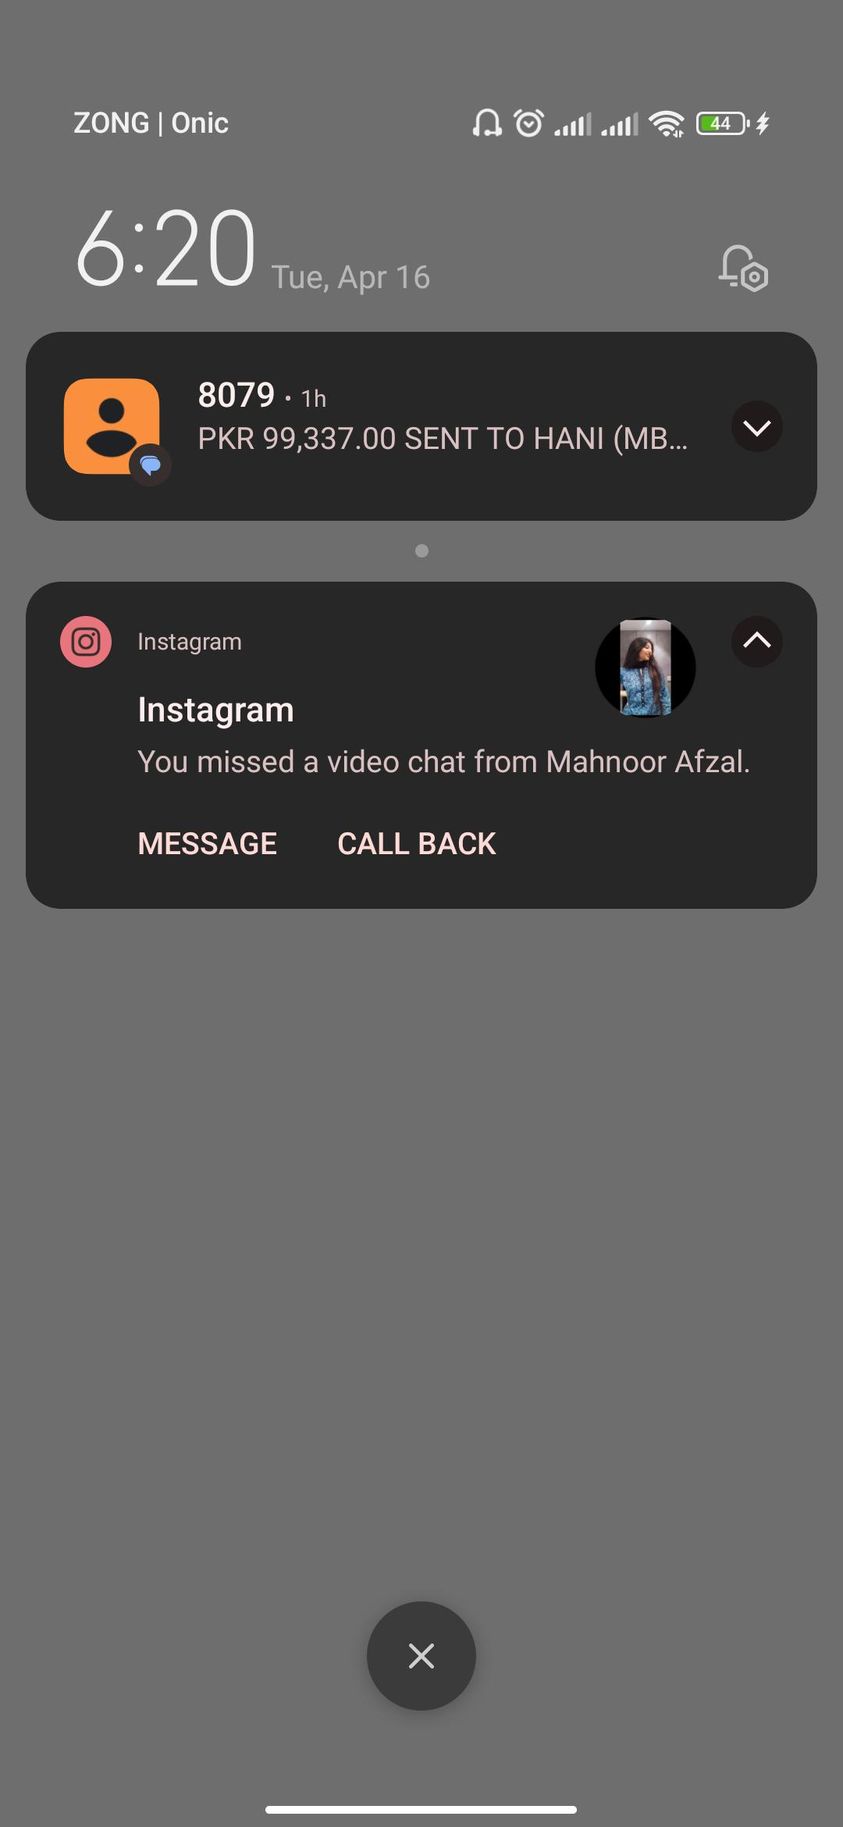 ZONG | Onic
44
6:20 Tue, Apr 16
8079 • 1h
PKR 99,337.00 SENT TO HANI (MB...
Instagram
Instagram
You missed a video chat from Mahnoor Afzal.
MESSAGE CALL BACK